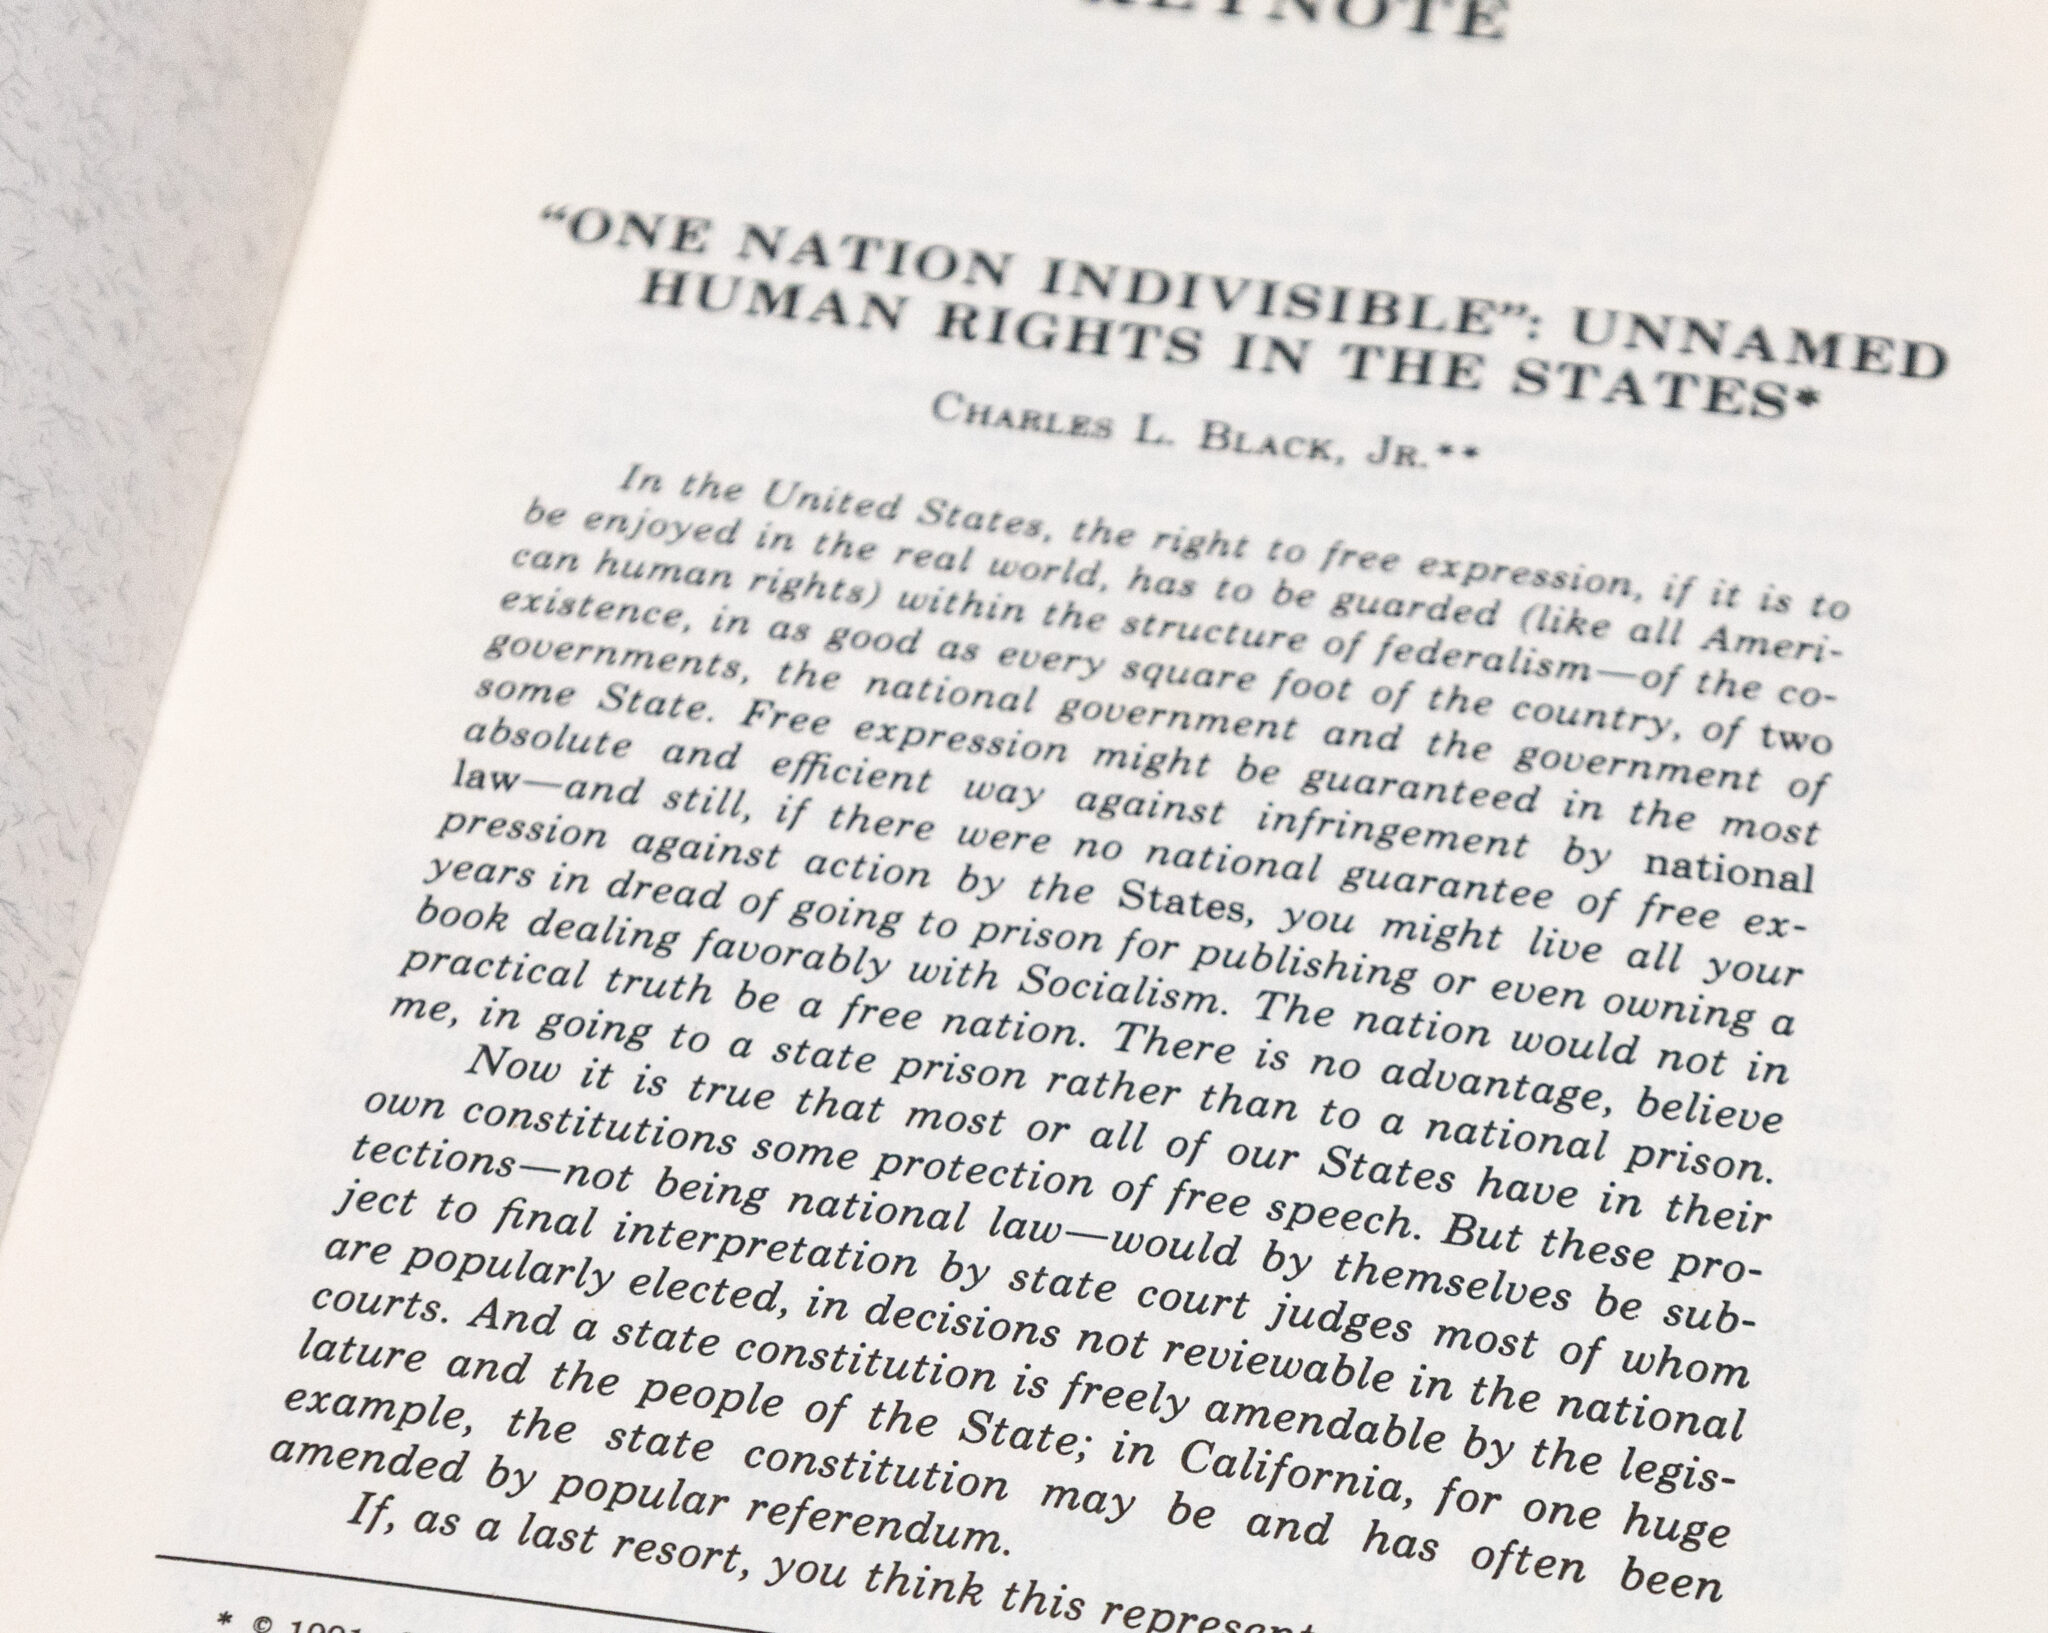 KEYNOTE
“ONE NATION INDIVISIBLE”: UNNAMED
HUMAN RIGHTS IN THE STATES*
CHARLES L. BLACK, JR.**
In the United States, the right to free expression, if it is to
be enjoyed in the real world, has to be guarded (like all Ameri-
can human rights) within the structure of federalism—of the co-
existence, in as good as every square foot of the country, of two
governments, the national government and the government of
some State. Free expression might be guaranteed in the most
absolute and efficient way against infringement by national
law—and still, if there were no national guarantee of free ex-
pression against action by the States, you might live all your
years in dread of going to prison for publishing or even owning a
book dealing favorably with Socialism. The nation would not in
practical truth be a free nation. There is no advantage, believe
me, in going to a state prison rather than to a national prison.
Now it is true that most or all of our States have in their
own constitutions some protection of free speech. But these pro-
tections—not being national law—would by themselves be sub-
ject to final interpretation by state court judges most of whom
are popularly elected, in decisions not reviewable in the national
courts. And a state constitution is freely amendable by the legis-
lature and the people of the State; in California, for one huge
example, the state constitution may be and has often been
amended by popular referendum.
If, as a last resort, you think this represent
* © 1991